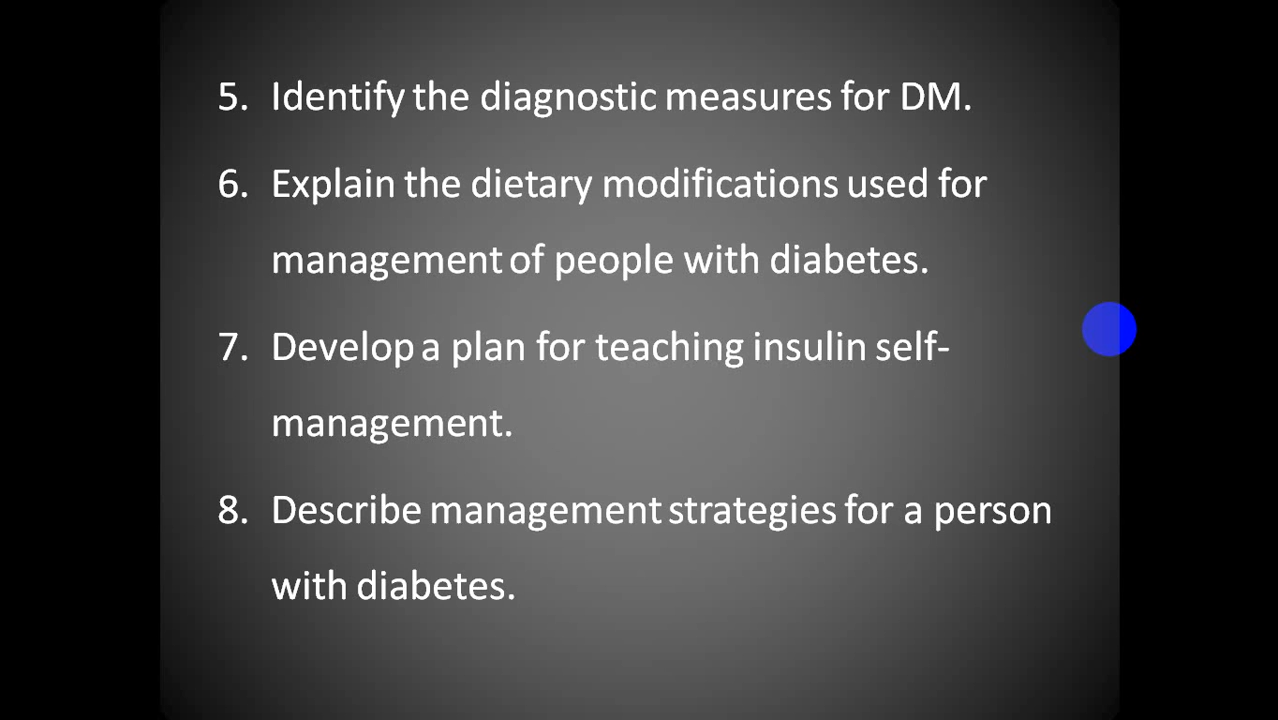 5. Identify the diagnostic measures for DM.
6. Explain the dietary modifications used for
management of people with diabetes.
7. Develop a plan for teaching insulin self-
management.
8. Describe management strategies for a person
with diabetes.